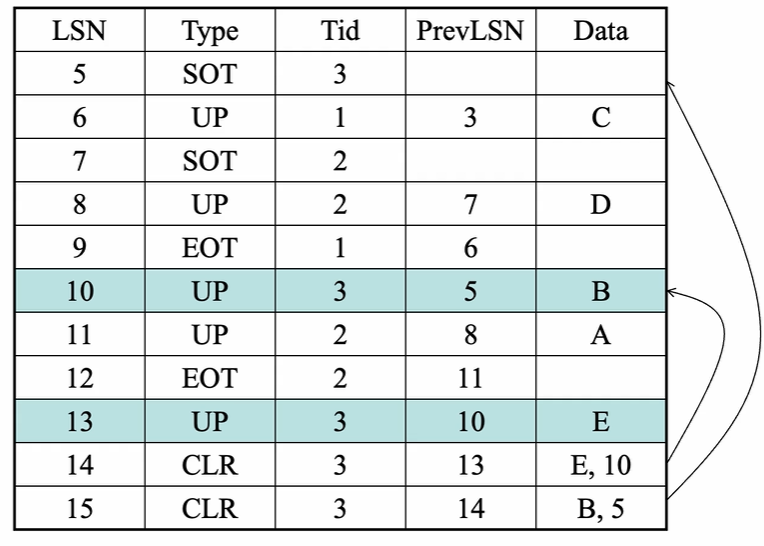 LSN Type Tid PrevLSN Data
5 SOT 3
6 UP 1 3 C
7 SOT 2
8 UP 2 7 D
9 EOT 1 6
10 UP 3 5 B
11 UP 2 8 A
12 EOT 2 11
13 UP 3 10 E
14 CLR 3 13 E, 10
15 CLR 3 14 B, 5